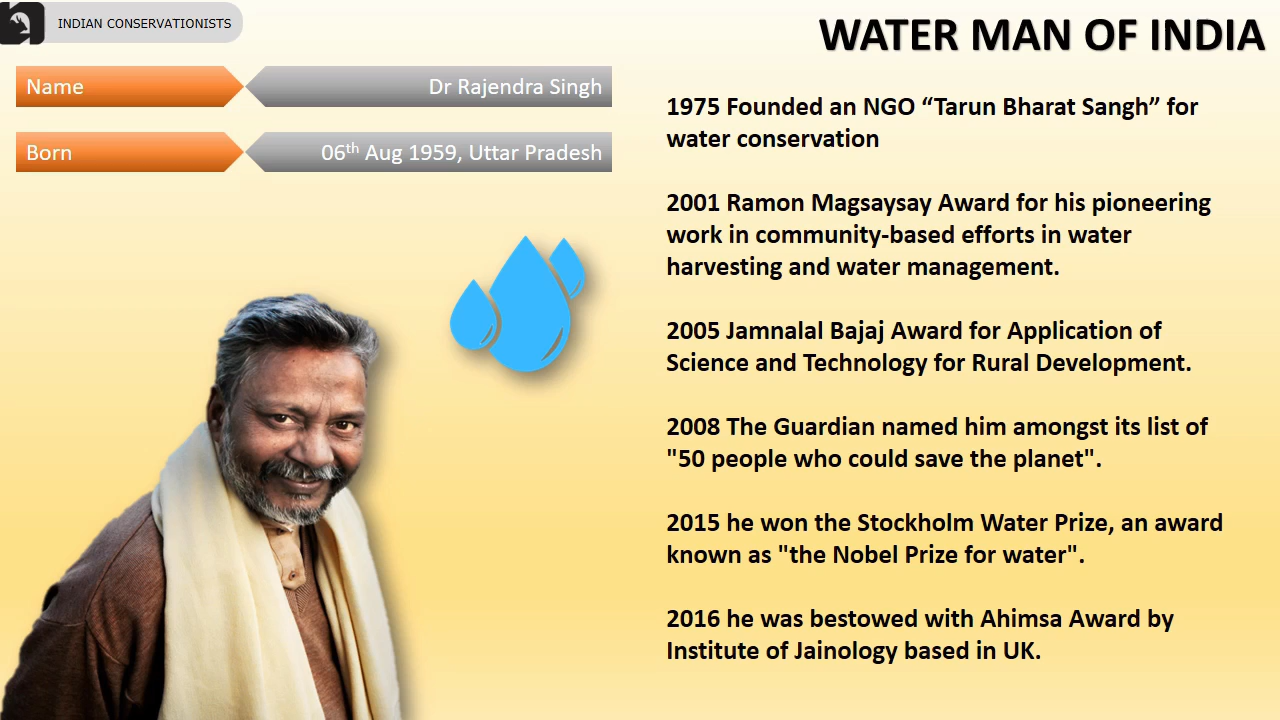 INDIAN CONSERVATIONISTS
WATER MAN OF INDIA
Name
Dr Rajendra Singh
Born
06th Aug 1959, Uttar Pradesh
1975 Founded an NGO “Tarun Bharat Sangh” for
water conservation
2001 Ramon Magsaysay Award for his pioneering
work in community-based efforts in water
harvesting and water management.
2005 Jamnalal Bajaj Award for Application of
Science and Technology for Rural Development.
2008 The Guardian named him amongst its list of
"50 people who could save the planet".
2015 he won the Stockholm Water Prize, an award
known as "the Nobel Prize for water".
2016 he was bestowed with Ahimsa Award by
Institute of Jainology based in UK.